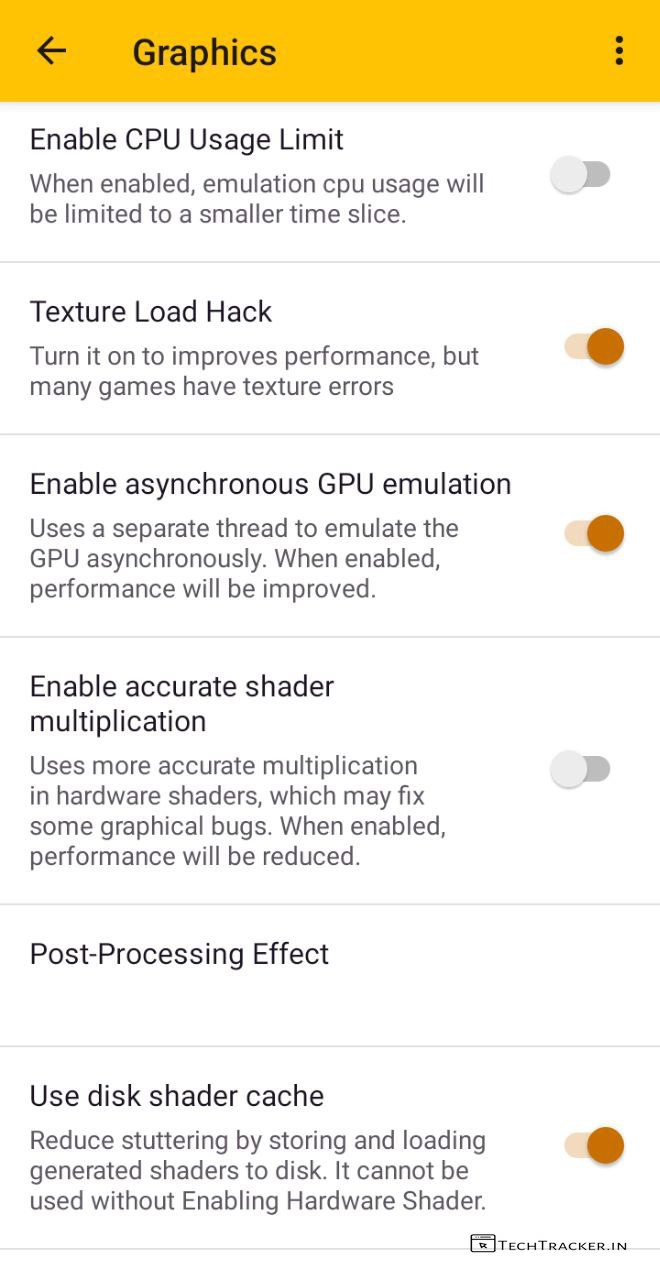 Graphics
Enable CPU Usage Limit
When enabled, emulation cpu usage will
be limited to a smaller time slice.
Texture Load Hack
Turn it on to improves performance, but
many games have texture errors
Enable asynchronous GPU emulation
Uses a separate thread to emulate the
GPU asynchronously. When enabled,
performance will be improved.
Enable accurate shader
multiplication
Uses more accurate multiplication
in hardware shaders, which may fix
some graphical bugs. When enabled,
performance will be reduced.
Post-Processing Effect
Use disk shader cache
Reduce stuttering by storing and loading
generated shaders to disk. It cannot be
used without Enabling Hardware Shader.
TECHTRACKER.IN